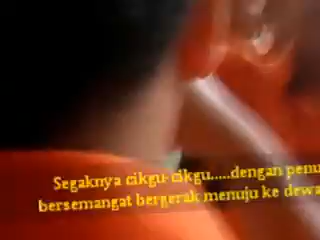 Segaknya cikgu-cikgu.....dengan penu
bersemangat bergerak menuju ke dewa